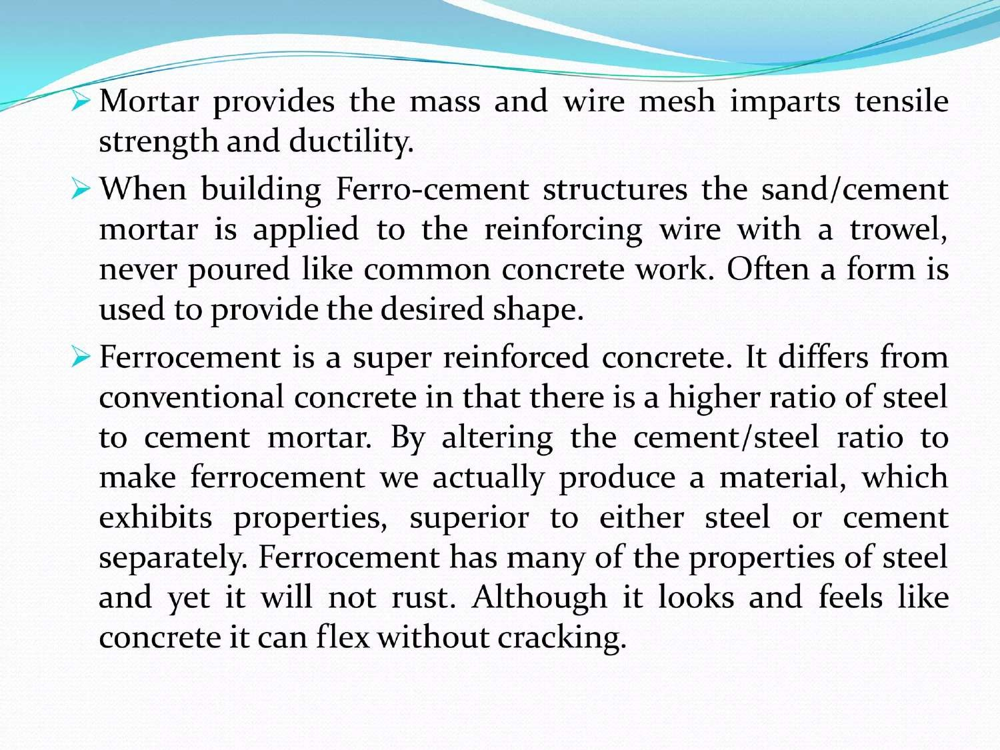 Mortar provides the mass and wire mesh imparts tensile
strength and ductility.
When building Ferro-cement structures the sand/cement
mortar is applied to the reinforcing wire with a trowel,
never poured like common concrete work. Often a form is
used to provide the desired shape.
Ferrocement is a super reinforced concrete. It differs from
conventional concrete in that there is a higher ratio of steel
to cement mortar. By altering the cement/steel ratio to
make ferrocement we actually produce a material, which
exhibits properties, superior to either steel or cement
separately. Ferrocement has many of the properties of steel
and yet it will not rust. Although it looks and feels like
concrete it can flex without cracking.